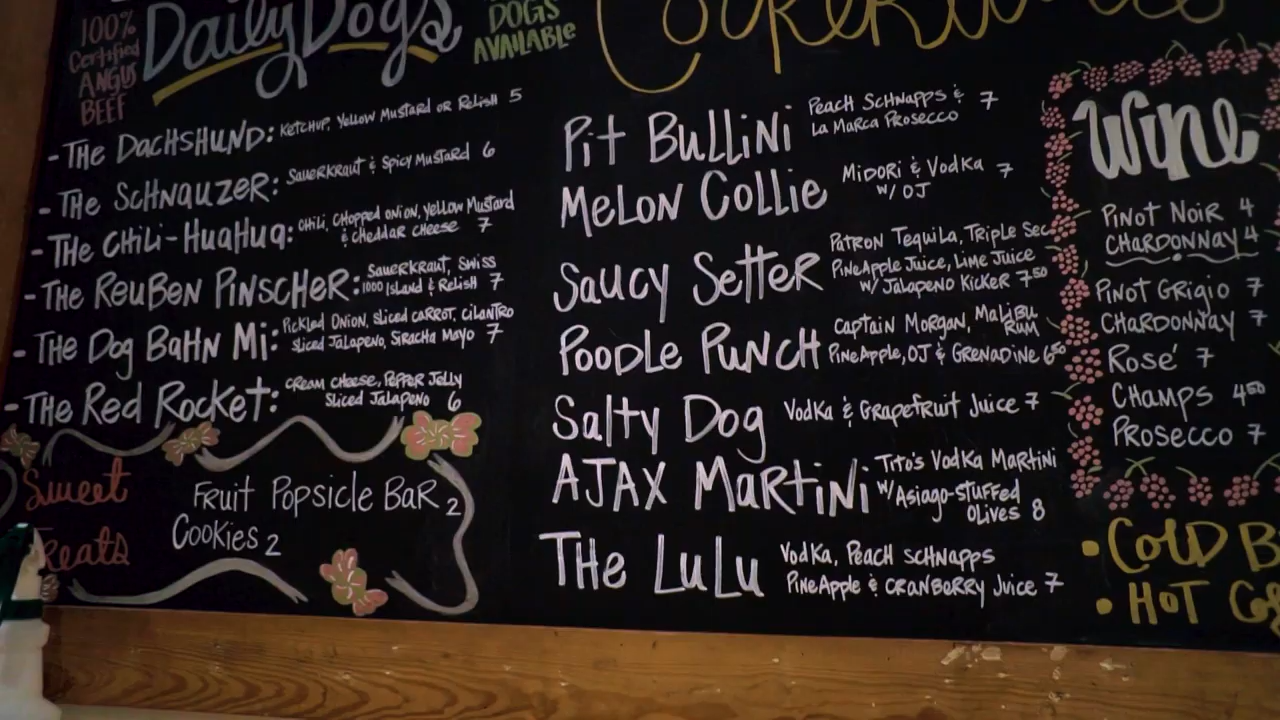 100%
Certified
ANGUS
BEEF
Daily Dogs
DOGS
AVAILABLE
-THE DACHSHUND: KETCHUP, Yellow Mustard or Relish 5
-THE SCHNAUZER: Sauerkraut & Spicy Mustard 6
-THE CHILI-HUAHUA: CHILI, CHOPPED ONION, Yellow Mustard
& CHEDDAR CHEESE 7
-THE REUBEN PINSCHER: Sauerkraut, Swiss
1000 Island & Relish 7
-THE Dog BaHN Mi: Pickled Onion, Sliced Carrot, Cilantro
Sliced Jalapeno, Siracha Mayo 7
-THE Red Rocket: Cream Cheese, Pepper Jelly
Sliced Jalapeno 6
Sweet
Treats
Fruit Popsicle Bar 2
Cookies 2
Pit Bullini Peach Schnapps &
La Marca Prosecco 7
Melon Collie Midori & Vodka
w/ OJ 7
Saucy Setter Patron Tequila, Triple Sec
Pineapple Juice, Lime Juice
w/ Jalapeno Kicker 7.50
Poodle Punch Captain Morgan, Malibu Rum
Pineapple, OJ & Grenadine 6.50
Salty Dog Vodka & Grapefruit Juice 7
AJAX Martini Tito's Vodka Martini
w/Asiago-Stuffed
Olives 8
THE LuLu Vodka, Peach Schnapps
Pineapple & Cranberry Juice 7
Wine
Pinot Noir 4
Chardonnay 4
Pinot Grigio 7
Chardonnay 7
Rosé 7
Champs 4.50
Prosecco 7
• Cold B
• Hot